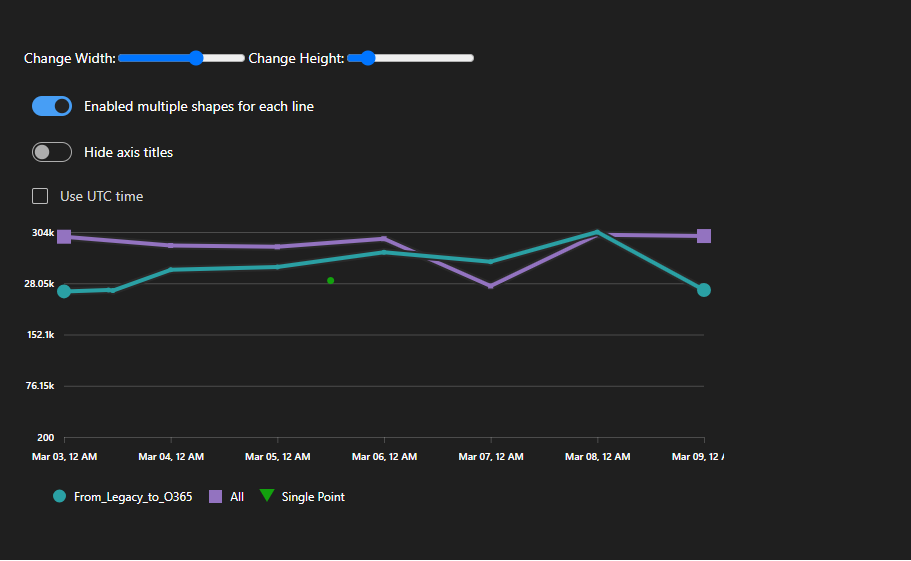 Change Width: Change Height:
Enabled multiple shapes for each line
Hide axis titles
Use UTC time
304k
28.05k
152.1k
76.15k
200
Mar 03, 12 AM Mar 04, 12 AM Mar 05, 12 AM Mar 06, 12 AM Mar 07, 12 AM Mar 08, 12 AM Mar 09, 12 A
From_Legacy_to_O365 All Single Point